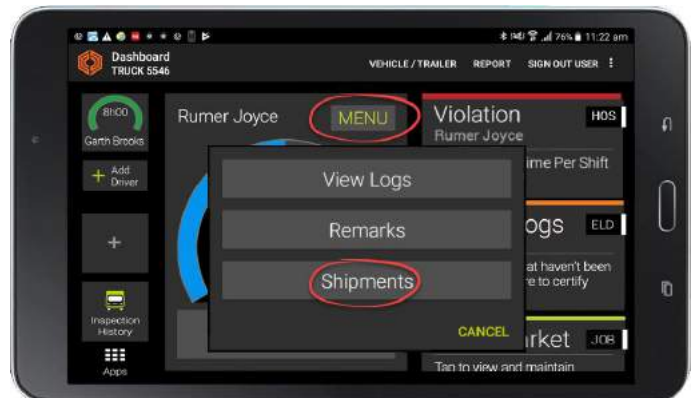 76% 11:22 am
Dashboard
TRUCK 5546
VEHICLE / TRAILER REPORT SIGN OUT USER
8h00
Garth Brooks
+ Add
Driver
+
Inspection
History
Apps
Rumer Joyce MENU
View Logs
Remarks
Shipments
CANCEL
Violation HOS
Rumer Joyce
ime Per Shift
ogs ELD
at haven't been
re to certify
rket JOB
Tap to view and maintain